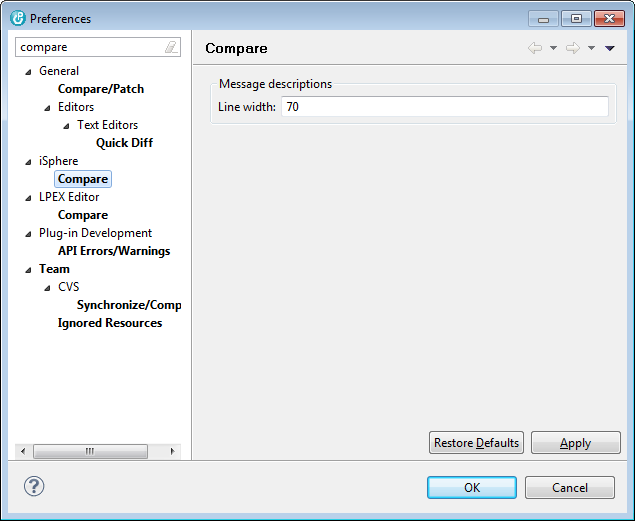 Preferences
compare
General
Compare/Patch
Editors
Text Editors
Quick Diff
iSphere
Compare
LPEX Editor
Compare
Plug-in Development
API Errors/Warnings
Team
CVS
Synchronize/Comp
Ignored Resources
Compare
Message descriptions
Line width: 70
Restore Defaults Apply
? OK Cancel